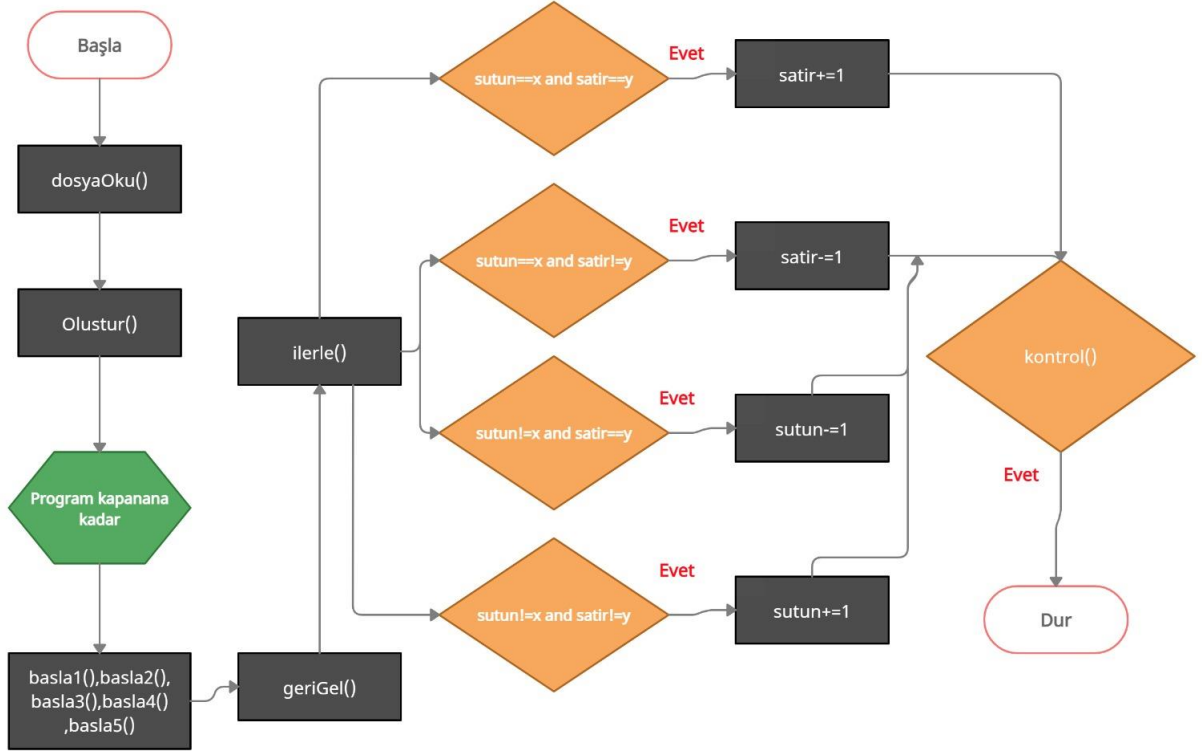 Başla
dosyaOku()
Olustur()
Program kapanana
kadar
basla1(),basla2(),
basla3(),basla4()
,basla5()
geriGel()
ilerle()
sutun==x and satir==y
Evet
satir+=1
sutun==x and satir!=y
Evet
satir-=1
sutun!=x and satir==y
Evet
sutun-=1
sutun!=x and satir!=y
Evet
sutun+=1
kontrol()
Evet
Dur